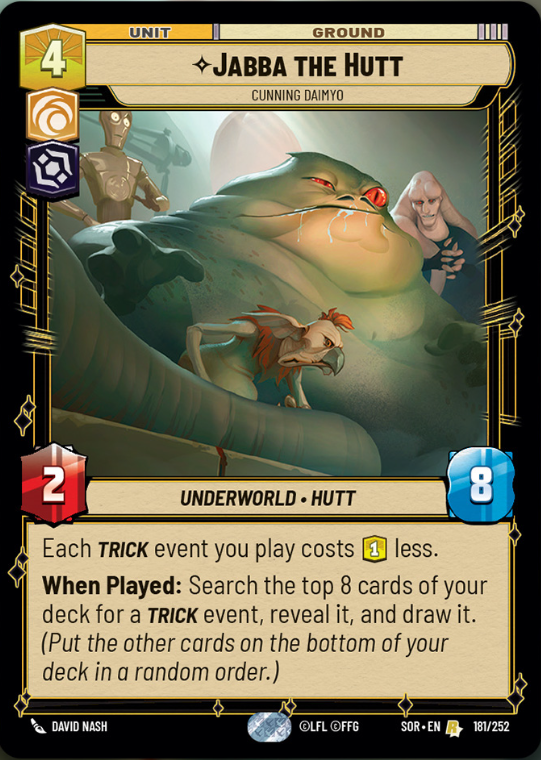 UNIT
GROUND
4
JABBA THE HUTT
CUNNING DAIMYO
2
UNDERWORLD • HUTT
8
Each TRICK event you play costs 1 less.
When Played: Search the top 8 cards of your
deck for a TRICK event, reveal it, and draw it.
(Put the other cards on the bottom of your
deck in a random order.)
DAVID NASH
©LFL ©FFG
SOR • EN R 181/252